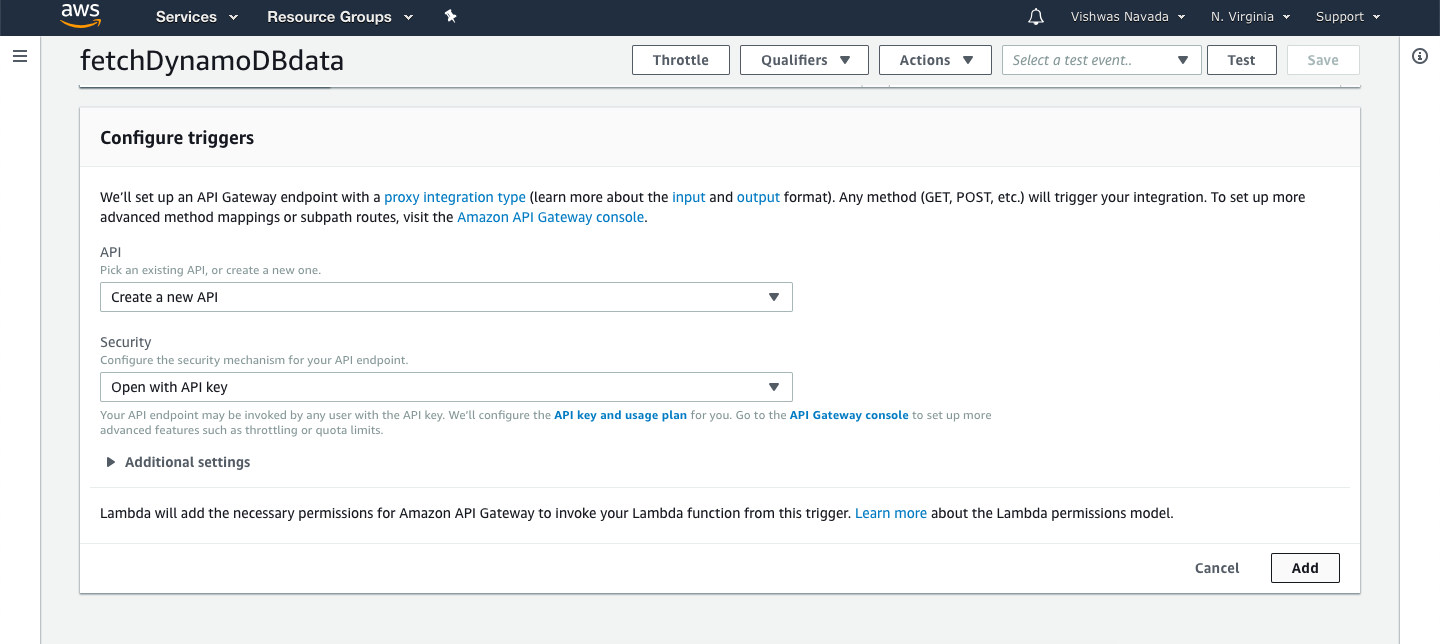 aws Services Resource Groups Vishwas Navada N. Virginia Support
fetchDynamoDBdata Throttle Qualifiers Actions Select a test event.. Test Save
Configure triggers
We'll set up an API Gateway endpoint with a proxy integration type (learn more about the input and output format). Any method (GET, POST, etc.) will trigger your integration. To set up more
advanced method mappings or subpath routes, visit the Amazon API Gateway console.
API
Pick an existing API, or create a new one.
Create a new API
Security
Configure the security mechanism for your API endpoint.
Open with API key
Your API endpoint may be invoked by any user with the API key. We'll configure the API key and usage plan for you. Go to the API Gateway console to set up more
advanced features such as throttling or quota limits.
Additional settings
Lambda will add the necessary permissions for Amazon API Gateway to invoke your Lambda function from this trigger. Learn more about the Lambda permissions model.
Cancel Add